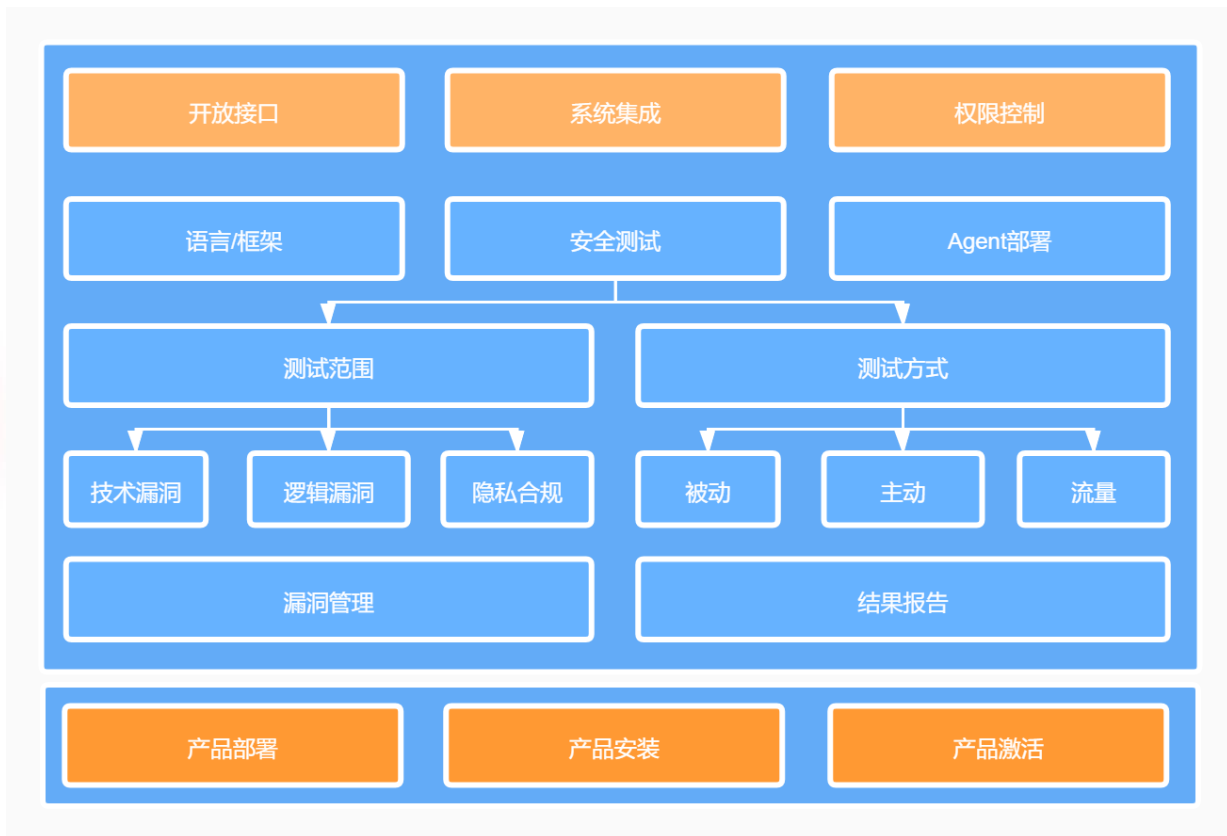 开放接口
系统集成
权限控制
语言/框架
安全测试
Agent部署
测试范围
测试方式
技术漏洞
逻辑漏洞
隐私合规
被动
主动
流量
漏洞管理
结果报告
产品部署
产品安装
产品激活